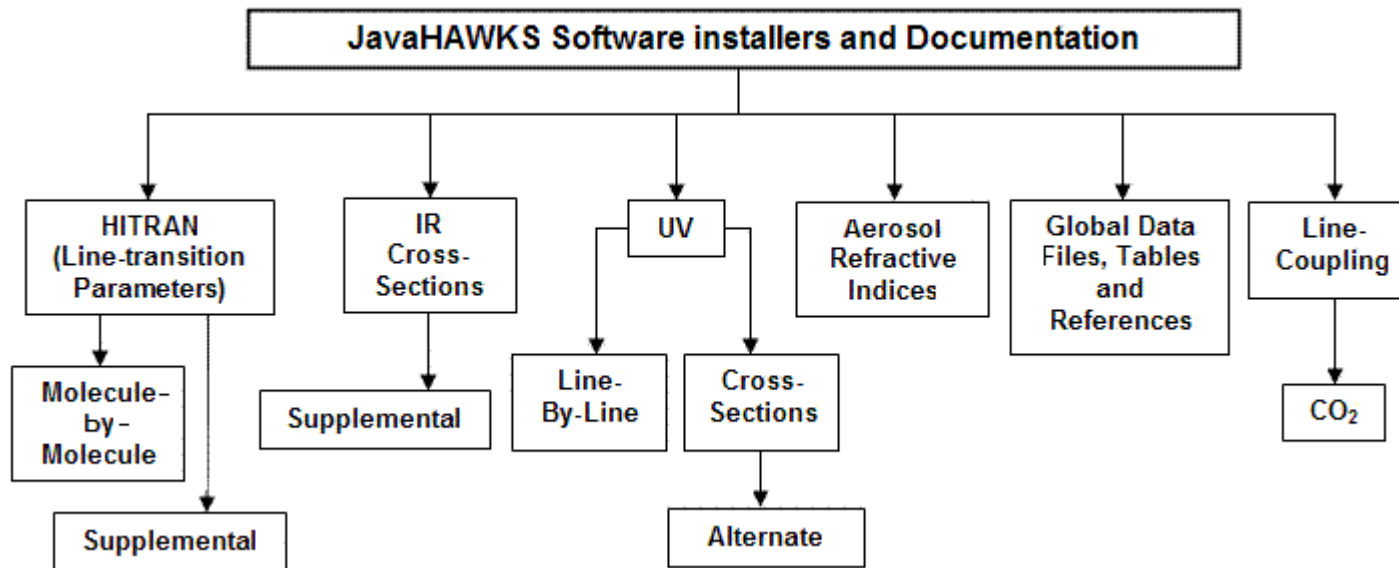 JavaHAWKS Software installers and Documentation
HITRAN
(Line-transition
Parameters)
IR
Cross-
Sections
UV
Aerosol
Refractive
Indices
Global Data
Files, Tables
and
References
Line-
Coupling
Molecule-
by-
Molecule
Supplemental
Line-
By-Line
Cross-
Sections
CO₂
Supplemental
Alternate